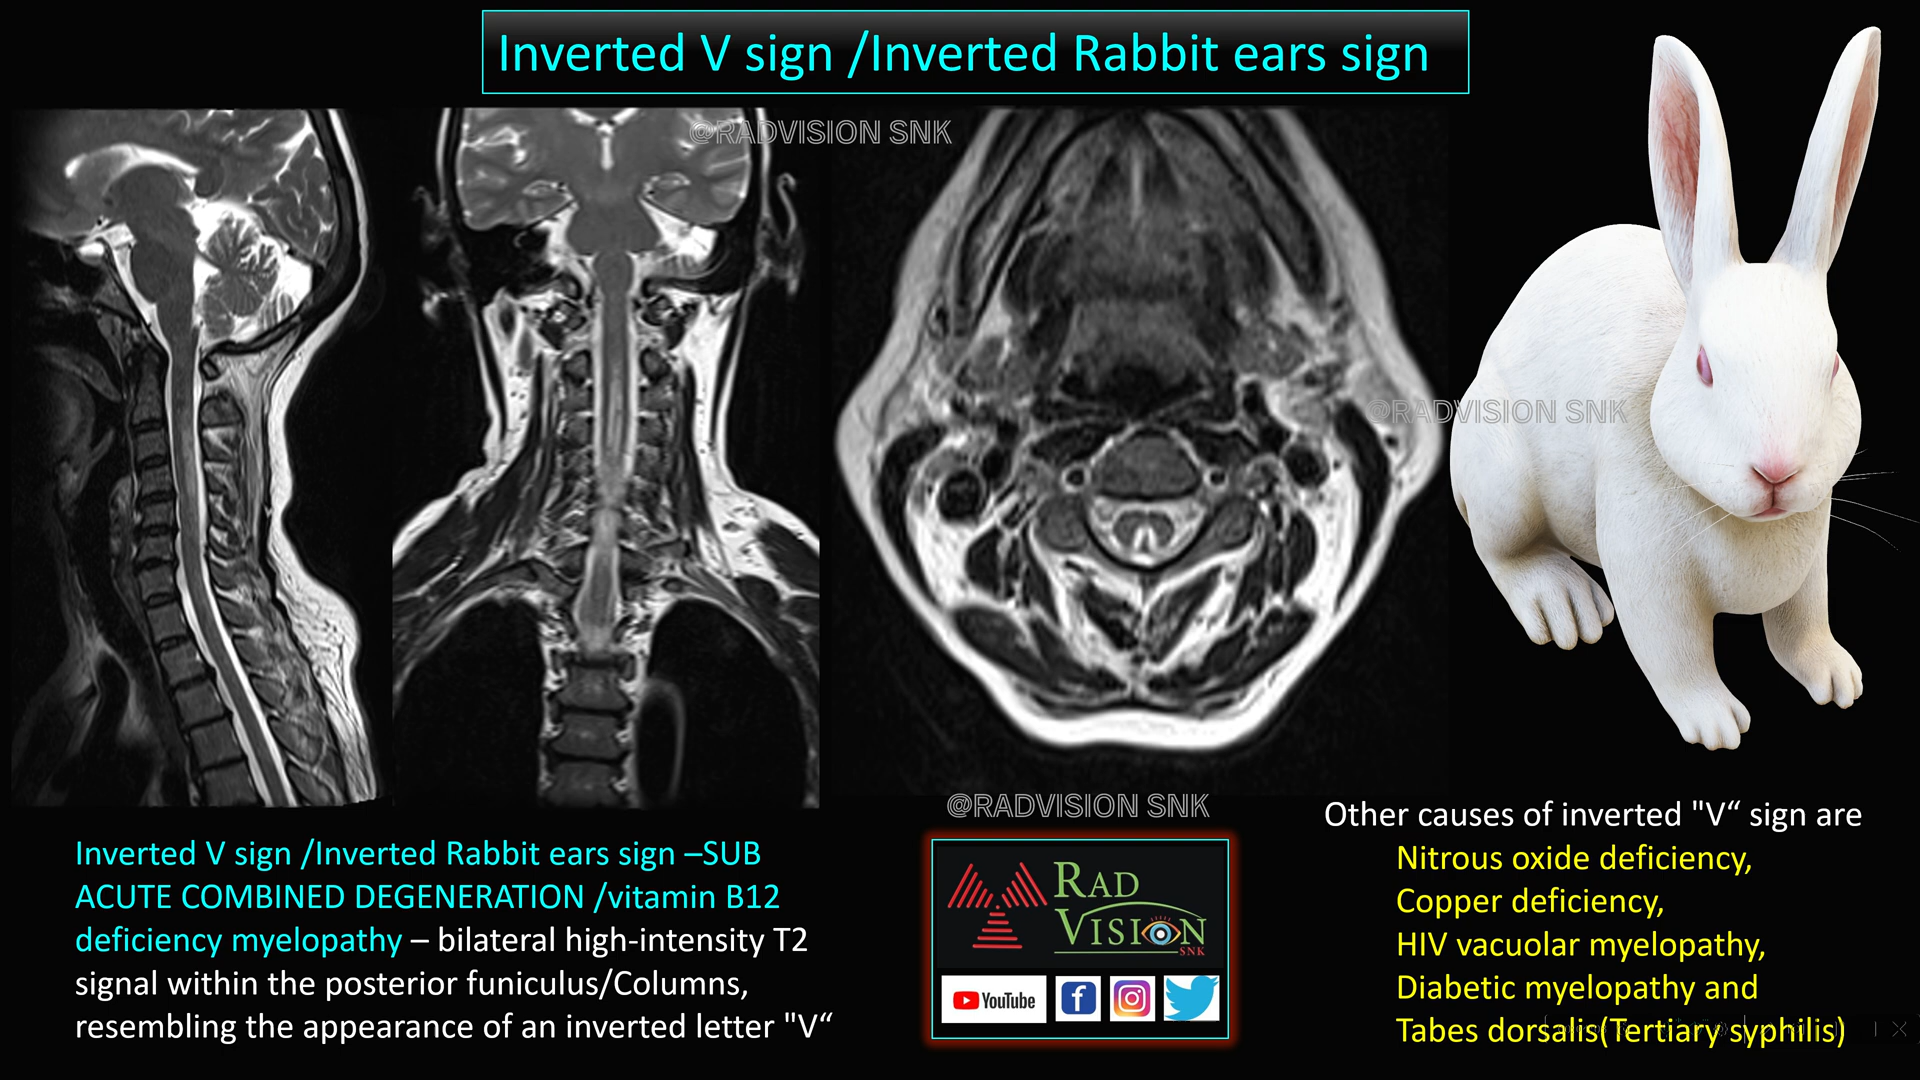 Inverted V sign /Inverted Rabbit ears sign
@RADVISION SNK
@RADVISION SNK
@RADVISION SNK
Inverted V sign /Inverted Rabbit ears sign –SUB
ACUTE COMBINED DEGENERATION /vitamin B12
deficiency myelopathy – bilateral high-intensity T2
signal within the posterior funiculus/Columns,
resembling the appearance of an inverted letter "V“
RAD
VISION
SNK
YouTube
Other causes of inverted "V“ sign are
Nitrous oxide deficiency,
Copper deficiency,
HIV vacuolar myelopathy,
Diabetic myelopathy and
Tabes dorsalis(Tertiary syphilis)